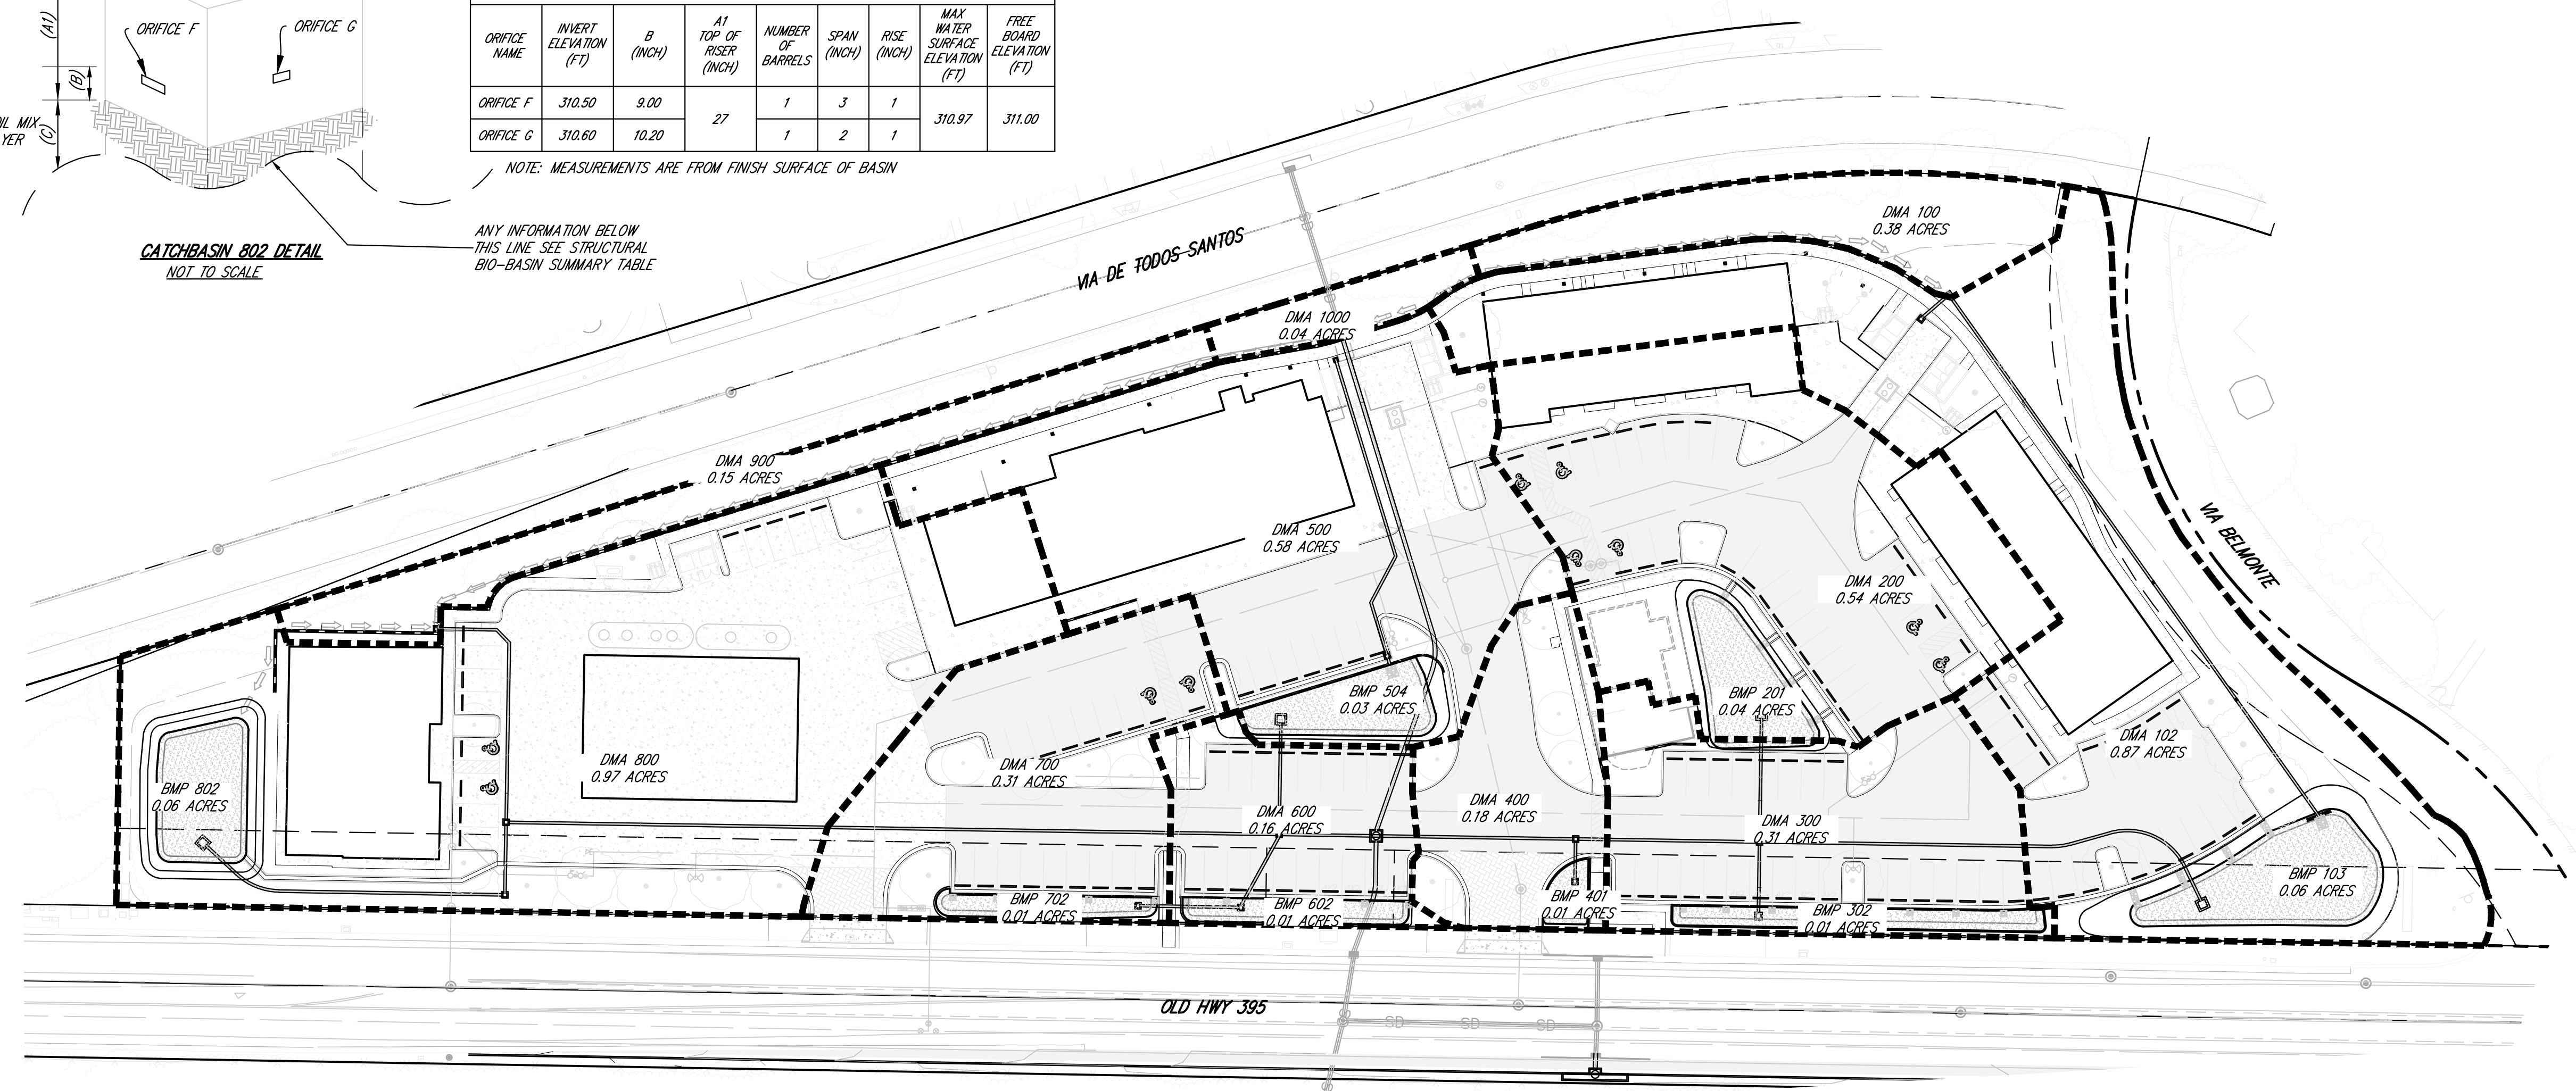 (A1)
ORIFICE F
ORIFICE G
(B)
(C)
IL MIX
YER
CATCHBASIN 802 DETAIL
NOT TO SCALE
ORIFICE NAME
INVERT ELEVATION (FT)
B (INCH)
A1 TOP OF RISER (INCH)
NUMBER OF BARRELS
SPAN (INCH)
RISE (INCH)
MAX WATER SURFACE ELEVATION (FT)
FREE BOARD ELEVATION (FT)
ORIFICE F 310.50 9.00 27 1 3 1 310.97 311.00
ORIFICE G 310.60 10.20 1 2 1
NOTE: MEASUREMENTS ARE FROM FINISH SURFACE OF BASIN
ANY INFORMATION BELOW
THIS LINE SEE STRUCTURAL
BIO-BASIN SUMMARY TABLE
VIA DE TODOS SANTOS
DMA 100
0.38 ACRES
SD
SD
DMA 1000
0.04 ACRES
DMA 900
0.15 ACRES
DMA 500
0.58 ACRES
VIA BELMONTE
DMA 200
0.54 ACRES
BMP 504
0.03 ACRES
BMP 201
0.04 ACRES
DMA 102
0.87 ACRES
DMA 800
0.97 ACRES
DMA 700
0.31 ACRES
BMP 802
0.06 ACRES
DMA 600
0.16 ACRES
DMA 400
0.18 ACRES
DMA 300
0.31 ACRES
BMP 103
0.06 ACRES
BMP 702
0.01 ACRES
BMP 602
0.01 ACRES
BMP 401
0.01 ACRES
BMP 302
0.01 ACRES
OLD HWY 395
SD
SD
SD